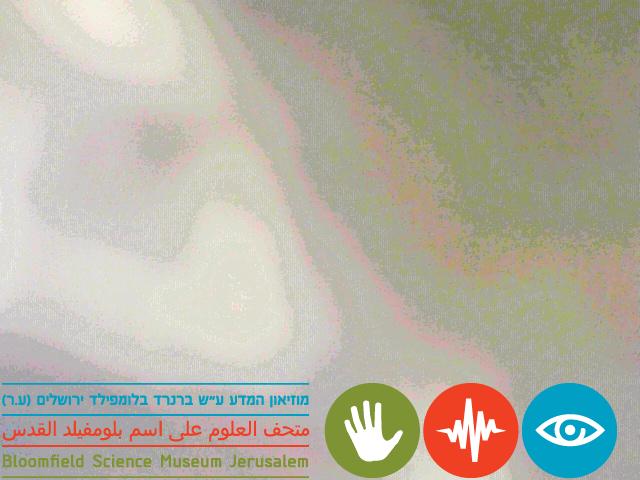 מוזיאון המדע ע״ש ברנרד בלומפילד ירושלים (ע.ר)
متحف العلوم على اسم بلومفيلد القدس
Bloomfield Science Museum Jerusalem